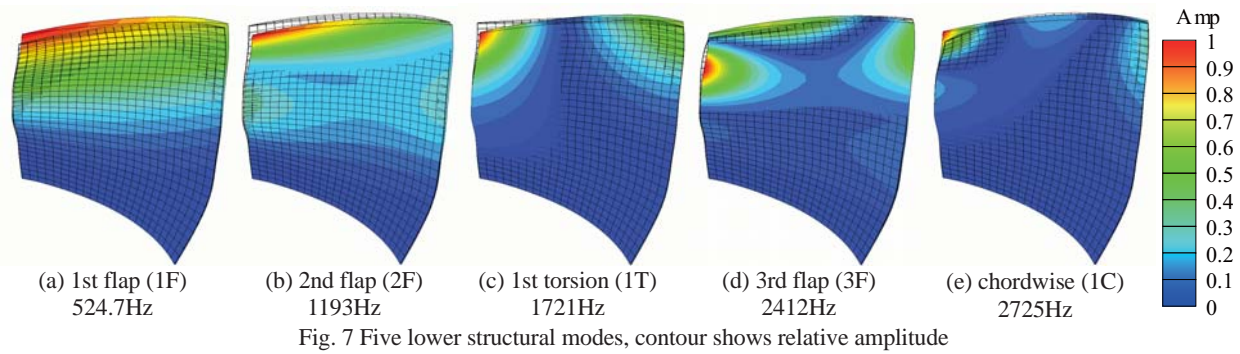 Amp
1
0.9
0.8
0.7
0.6
0.5
0.4
0.3
0.2
0.1
0
(a) 1st flap (1F)
524.7Hz
(b) 2nd flap (2F)
1193Hz
(c) 1st torsion (1T)
1721Hz
(d) 3rd flap (3F)
2412Hz
(e) chordwise (1C)
2725Hz
Fig. 7 Five lower structural modes, contour shows relative amplitude